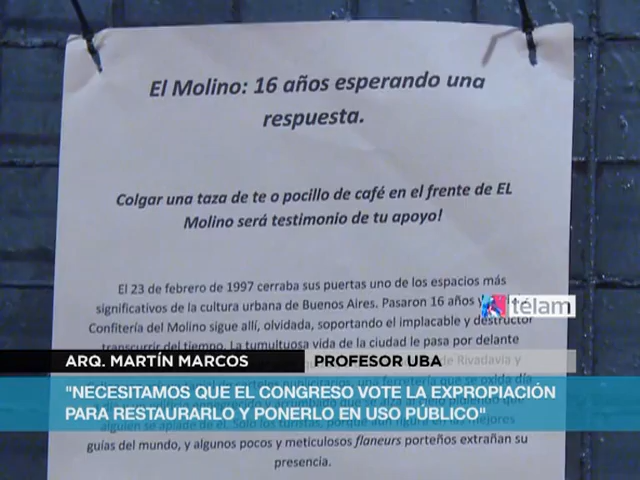 El Molino: 16 años esperando una
respuesta.
Colgar una taza de te o pocillo de café en el frente de EL
Molino será testimonio de tu apoyo!
El 23 de febrero de 1997 cerraba sus puertas uno de los espacios más
significativos de la cultura urbana de Buenos Aires. Pasaron 16 años y
Confitería del Molino sigue allí, olvidada, soportando el implacable y destructor
transcurrir del tiempo. La tumultuosa vida de la ciudad le pasa por delante
de Rivadavia y
télam
ARQ. MARTÍN MARCOS
PROFESOR UBA
"NECESITAMOS QUE EL CONGRESO VOTE LA EXPROPIACIÓN
PARA RESTAURARLO Y PONERLO EN USO PÚBLICO"
guías del mundo, y algunos pocos y meticulosos flaneurs porteños extrañan su
presencia.